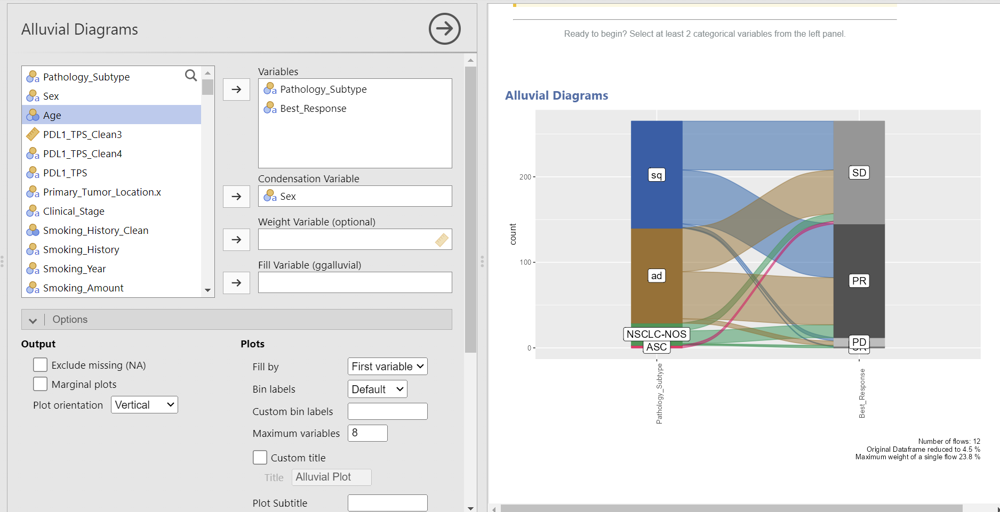 Alluvial Diagrams
Pathology_Subtype
Sex
Age
PDL1_TPS_Clean3
PDL1_TPS_Clean4
PDL1_TPS
Primary_Tumor_Location.x
Clinical_Stage
Smoking_History_Clean
Smoking_History
Smoking_Year
Smoking_Amount
Variables
Pathology_Subtype
Best_Response
Condensation Variable
Sex
Weight Variable (optional)
Fill Variable (ggalluvial)
Options
Output
Exclude missing (NA)
Marginal plots
Plot orientation Vertical
Plots
Fill by First variable
Bin labels Default
Custom bin labels
Maximum variables 8
Custom title
Title Alluvial Plot
Plot Subtitle
Ready to begin? Select at least 2 categorical variables from the left panel.
Alluvial Diagrams
count
200
100
0
sq
ad
NSCLC-NOS
ASC
SD
PR
PD
Pathology_Subtype
Best_Response
Number of flows: 12
Original Dataframe reduced to 4.5 %
Maximum weight of a single flow 23.8 %